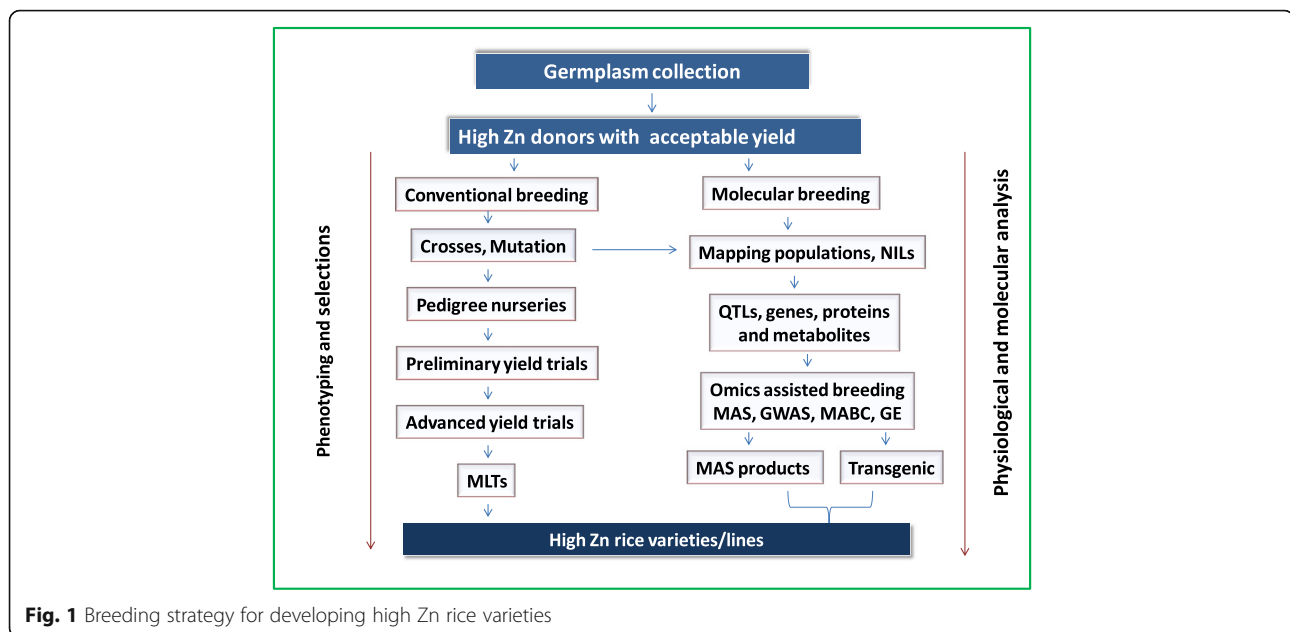 Germplasm collection
High Zn donors with acceptable yield
Phenotyping and selections
Conventional breeding
Crosses, Mutation
Pedigree nurseries
Preliminary yield trials
Advanced yield trials
MLTs
Molecular breeding
Mapping populations, NILs
QTLs, genes, proteins
and metabolites
Omics assisted breeding
MAS, GWAS, MABC, GE
MAS products
Transgenic
Physiological and molecular analysis
High Zn rice varieties/lines
Fig. 1 Breeding strategy for developing high Zn rice varieties